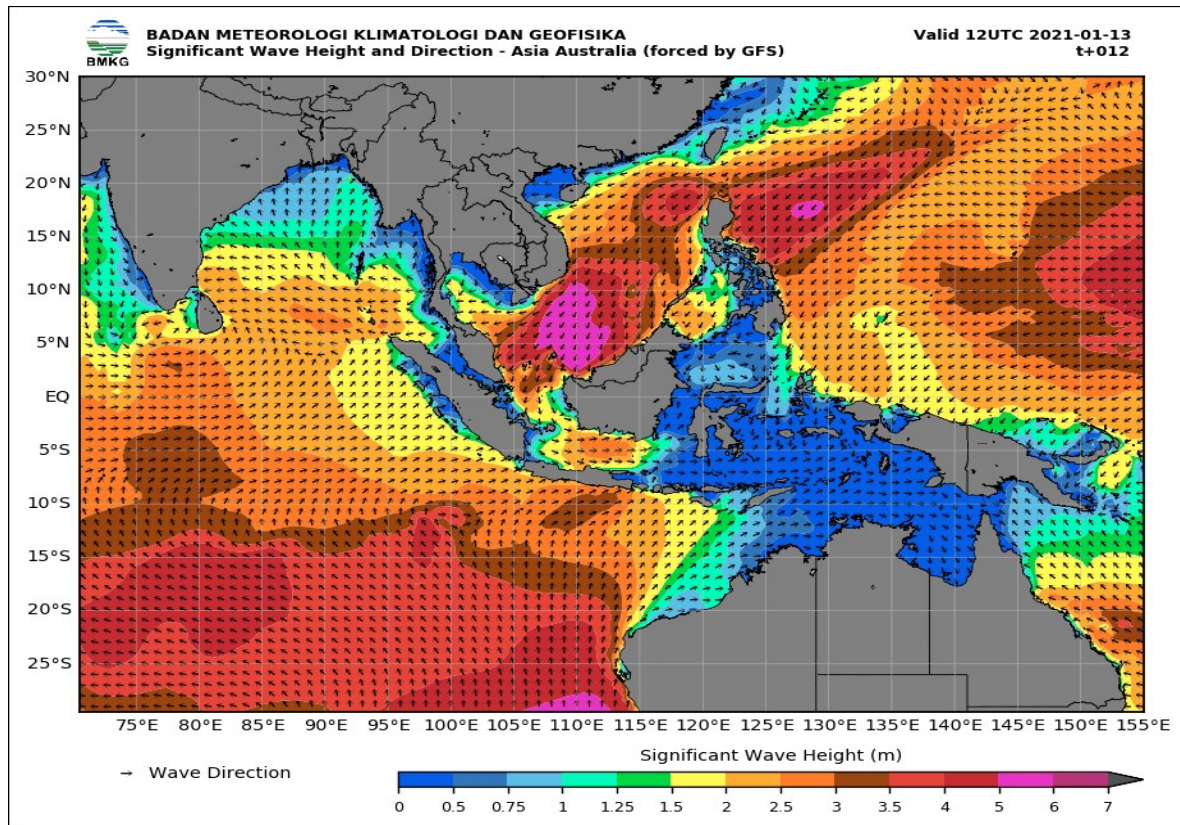 BMKG
BADAN METEOROLOGI KLIMATOLOGI DAN GEOFISIKA
Significant Wave Height and Direction - Asia Australia (forced by GFS)
Valid 12UTC 2021-01-13
t+012
30°N
25°N
20°N
15°N
10°N
5°N
EQ
5°S
10°S
15°S
20°S
25°S
75°E 80°E 85°E 90°E 95°E 100°E 105°E 110°E 115°E 120°E 125°E 130°E 135°E 140°E 145°E 150°E 155°E
→ Wave Direction
Significant Wave Height (m)
0 0.5 0.75 1 1.25 1.5 2 2.5 3 3.5 4 5 6 7